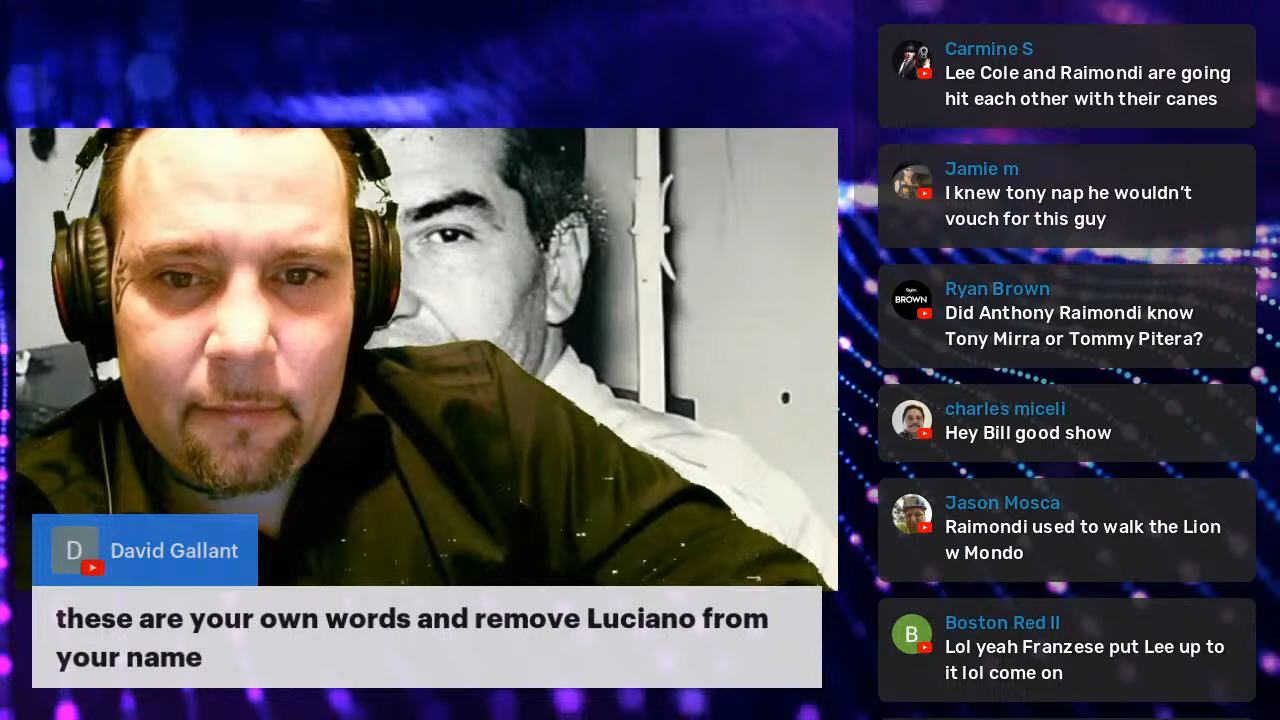 David Gallant
these are your own words and remove Luciano from
your name
Carmine S
Lee Cole and Raimondi are going
hit each other with their canes
Jamie m
I knew tony nap he wouldn’t
vouch for this guy
Ryan Brown
Did Anthony Raimondi know
Tony Mirra or Tommy Pitera?
charles miceli
Hey Bill good show
Jason Mosca
Raimondi used to walk the Lion
w Mondo
Boston Red II
Lol yeah Franzese put Lee up to
it lol come on
D
Ryan
BROWN
B